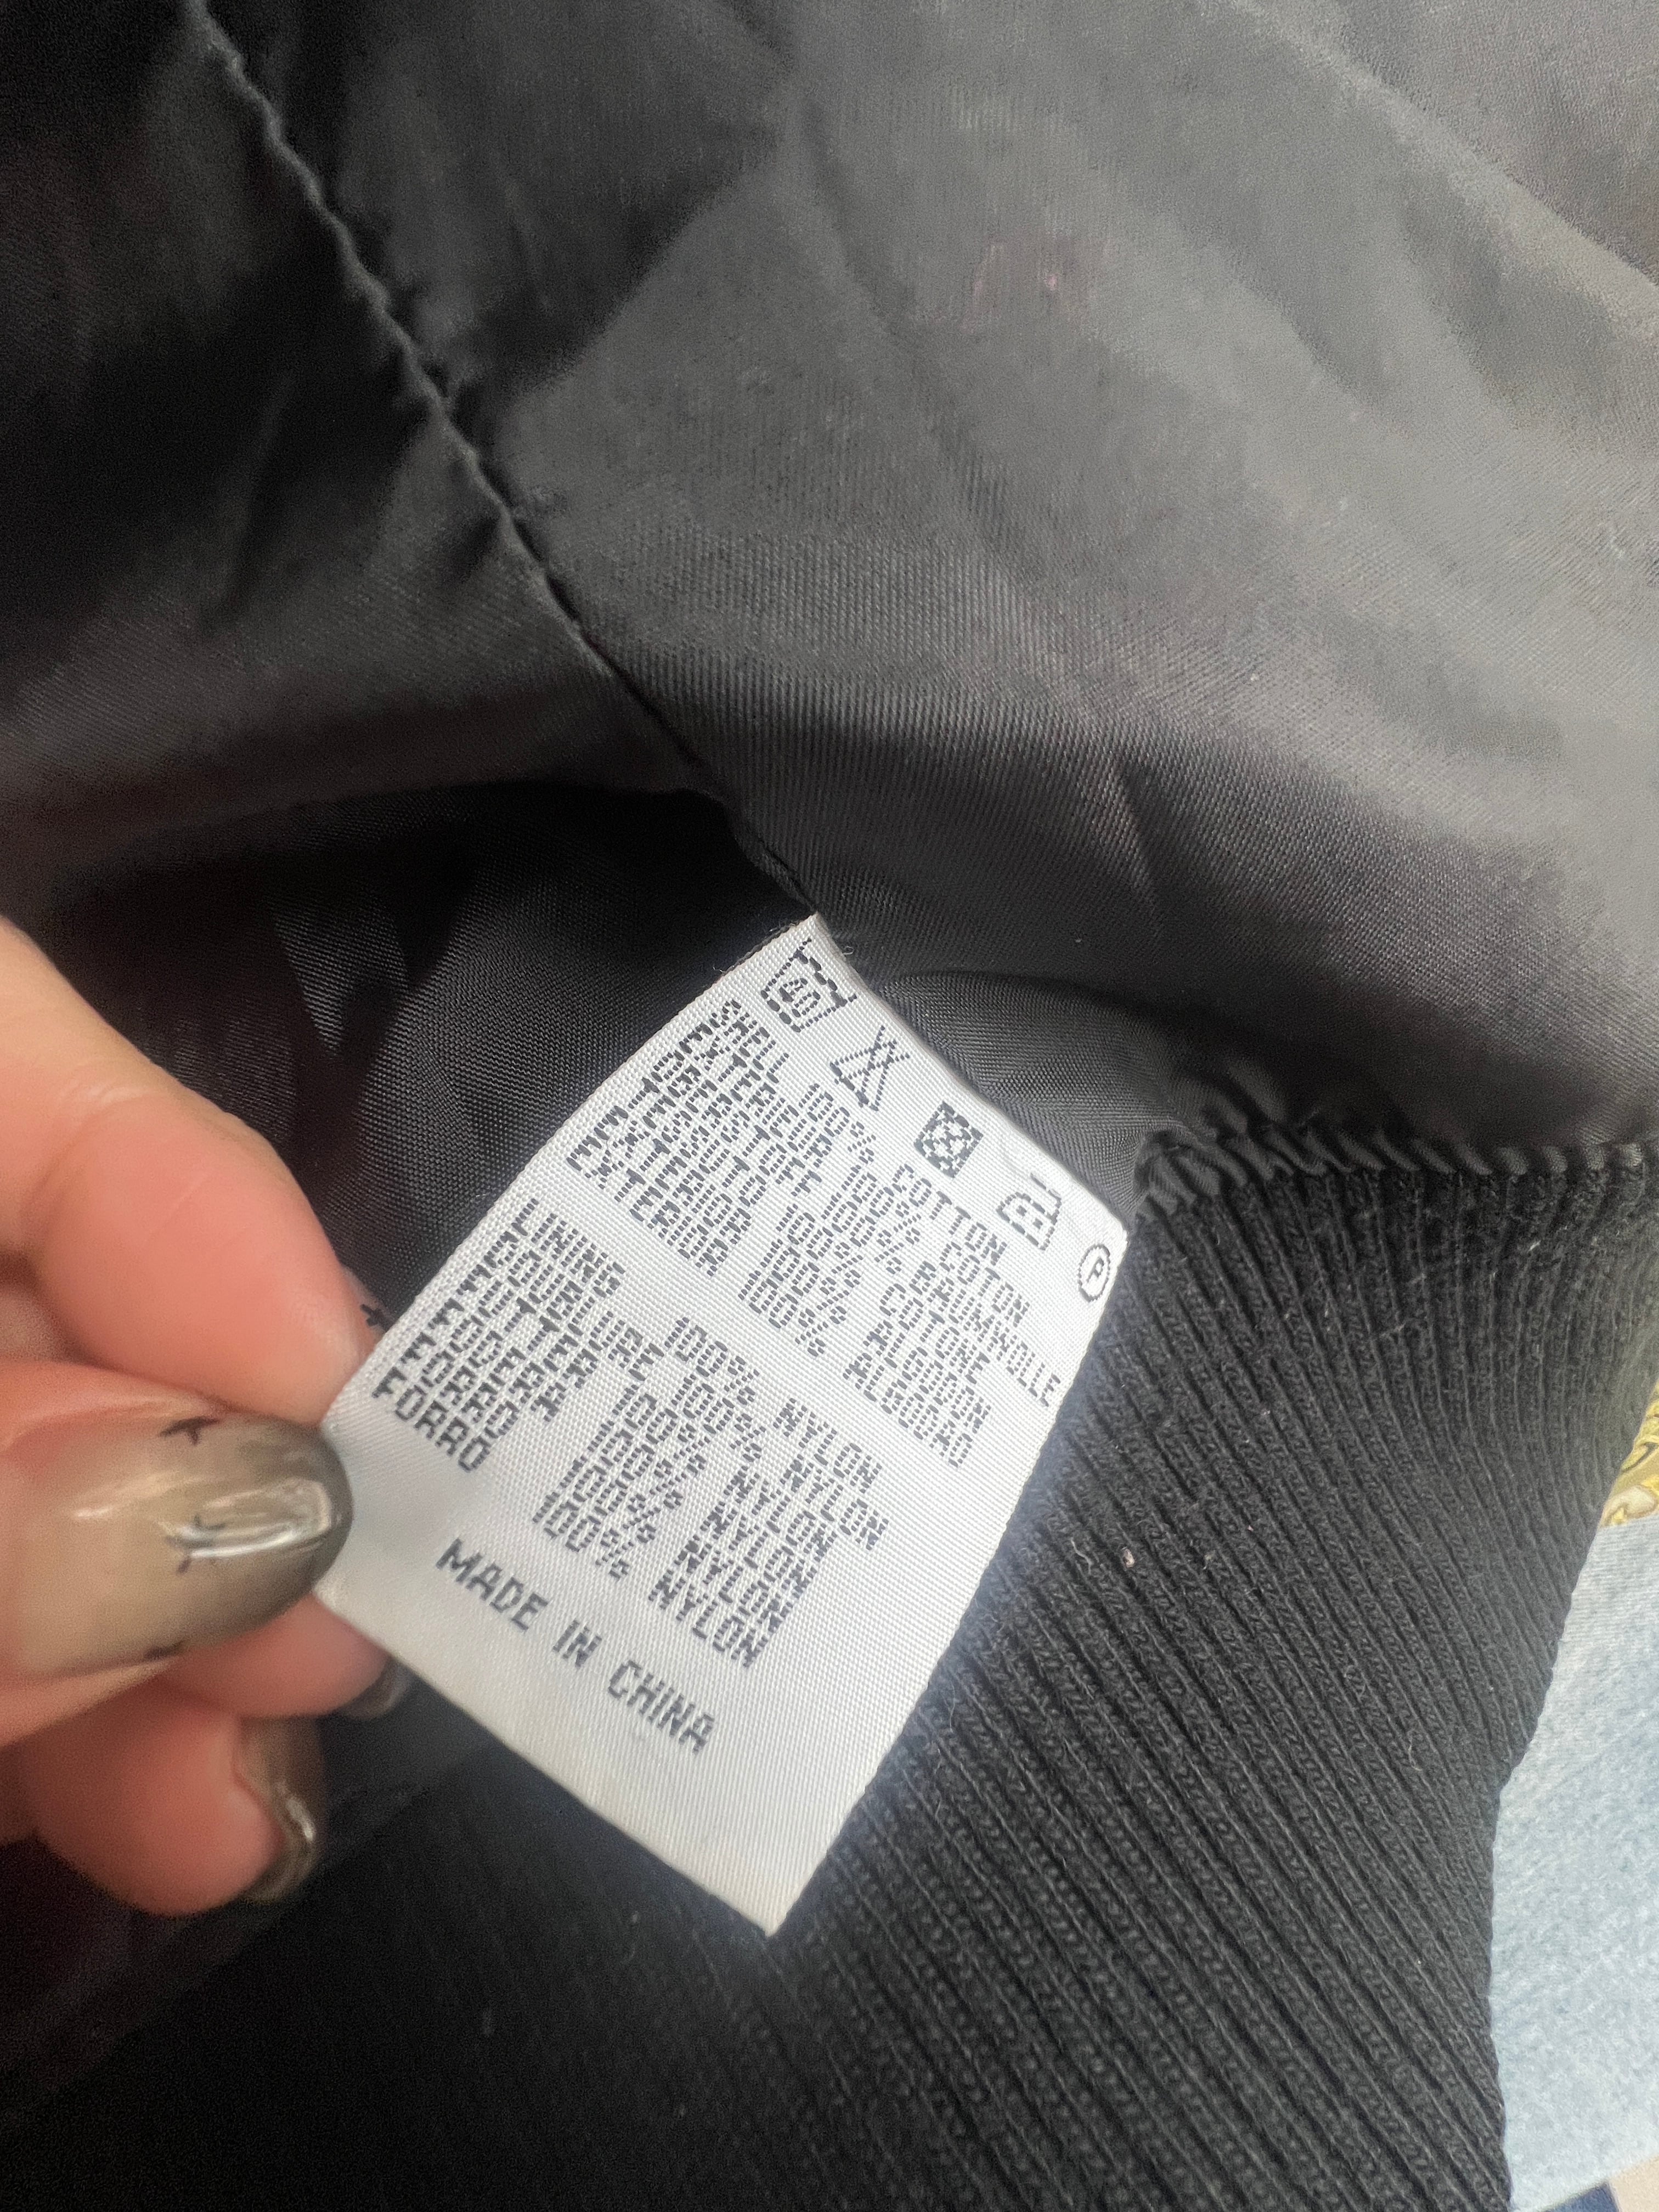 40
P
SHELL 100% COTTON
EXTERIEUR 100% COTON
OBERSTOFF 100% BAUMWOLLE
TESSUTO 100% COTONE
EXTERIOR 100% ALGODON
EXTERIOR 100% ALGODAO
LINING 100% NYLON
DOUBLURE 100% NYLON
FUTTER 100% NYLON
FODERA 100% NYLON
FORRO 100% NYLON
FORRO 100% NYLON
MADE IN CHINA